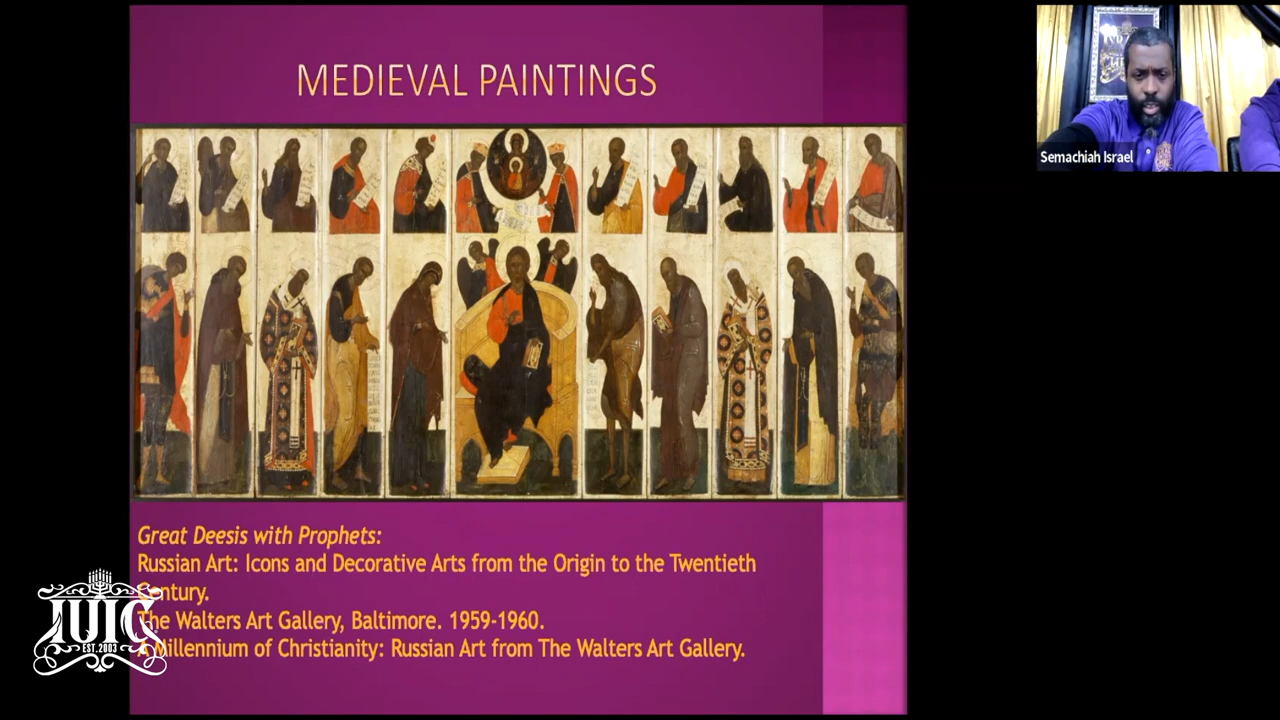 MEDIEVAL PAINTINGS
Semachiah Israel
Great Deesis with Prophets:
Russian Art: Icons and Decorative Arts from the Origin to the Twentieth
Century.
The Walters Art Gallery, Baltimore. 1959-1960.
A Millennium of Christianity: Russian Art from The Walters Art Gallery.
IUIC
EST. 2003